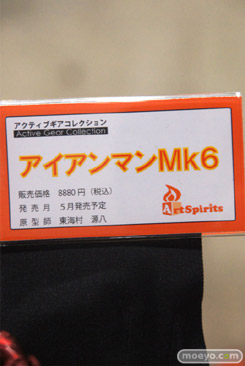 アクティブギアコレクション
Active Gear Collection
アイアンマンMk6
販売価格 8880円（税込）
発売月 5月発売予定
原型師 東海村 源八
ArtSpirits
moeyo.com